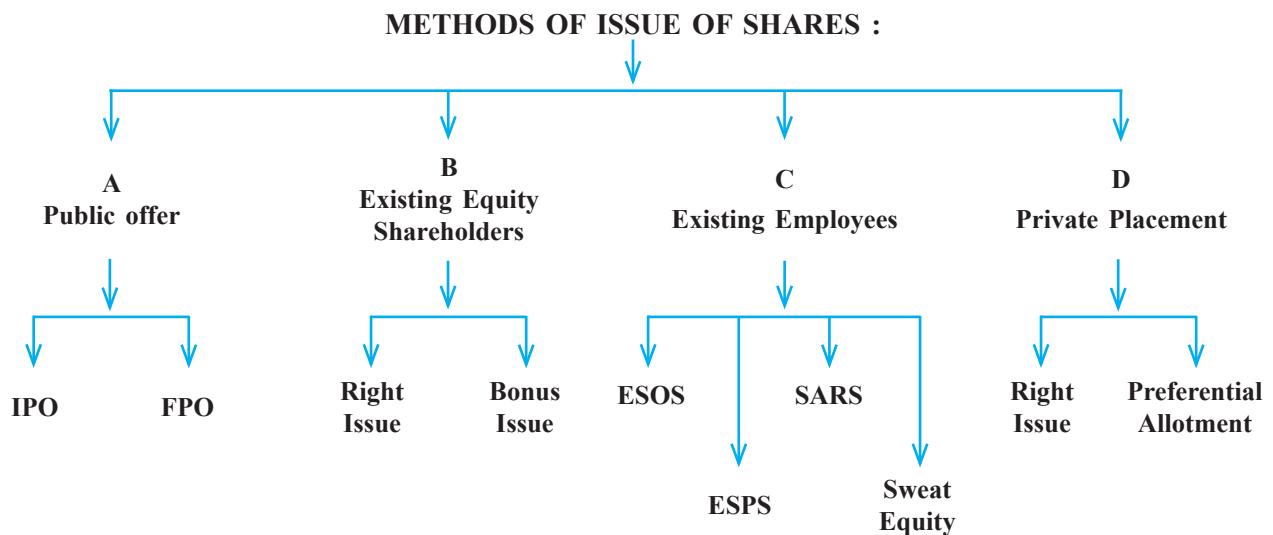 METHODS OF ISSUE OF SHARES :
A
Public offer
B
Existing Equity
Shareholders
C
Existing Employees
D
Private Placement
IPO
FPO
Right
Issue
Bonus
Issue
ESOS
ESPS
SARS
Sweat
Equity
Right
Issue
Preferential
Allotment